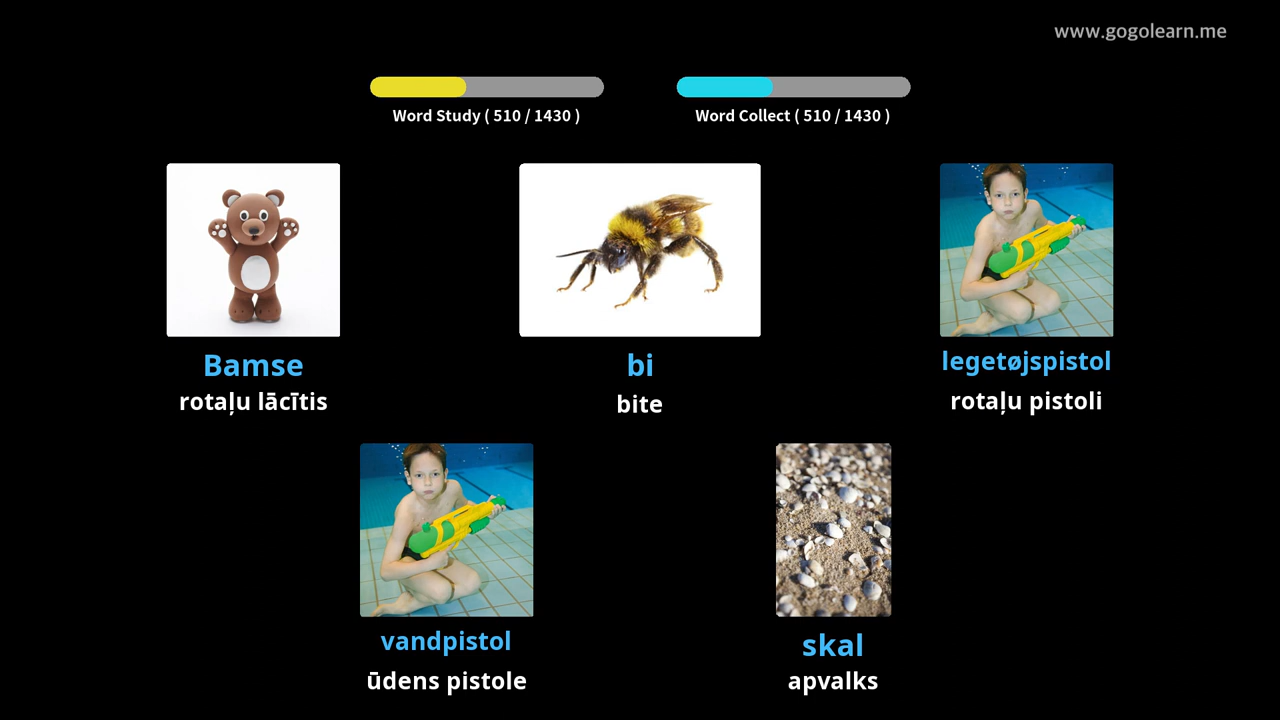 www.gogolearn.me
Word Study ( 510 / 1430 )
Word Collect ( 510 / 1430 )
Bamse
rotaļu lācītis
bi
bite
legetøjspistol
rotaļu pistoli
vandpistol
ūdens pistole
skal
apvalks